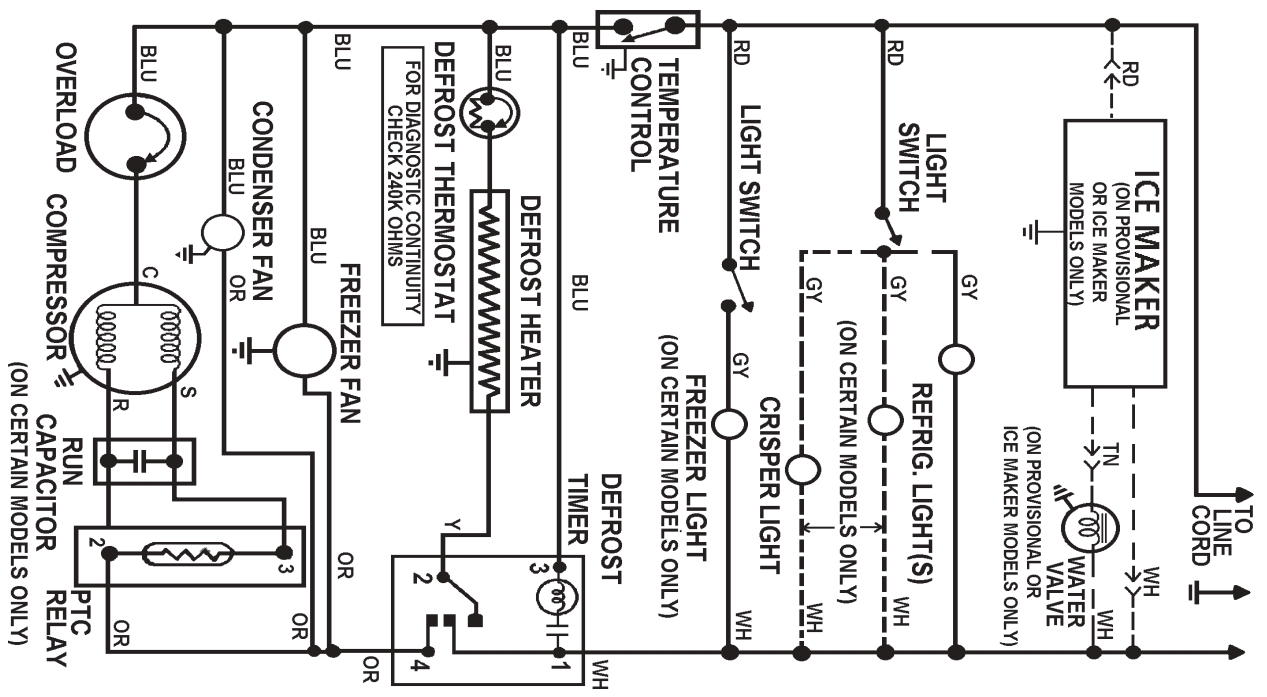 TO
LINE
CORD
RD
ICE MAKER
(ON PROVISIONAL
OR ICE MAKER
MODELS ONLY)
TN
WH
WATER
VALVE
(ON PROVISIONAL OR
ICE MAKER MODELS ONLY)
WH
RD
LIGHT
SWITCH
GY
REFRIG. LIGHT(S)
GY
(ON CERTAIN MODELS ONLY)
WH
GY
CRISPER LIGHT
WH
RD
LIGHT SWITCH
GY
FREEZER LIGHT
(ON CERTAIN MODELS ONLY)
WH
TEMPERATURE
CONTROL
BLU
BLU
DEFROST
TIMER
3
1
2
4
WH
BLU
DEFROST HEATER
Y
DEFROST THERMOSTAT
FOR DIAGNOSTIC CONTINUITY
CHECK 240K OHMS
BLU
BLU
FREEZER FAN
OR
OR
CONDENSER FAN
BLU
OR
OR
BLU
OVERLOAD
COMPRESSOR
C
S
R
RUN
CAPACITOR
(ON CERTAIN MODELS ONLY)
2
3
PTC
RELAY
OR